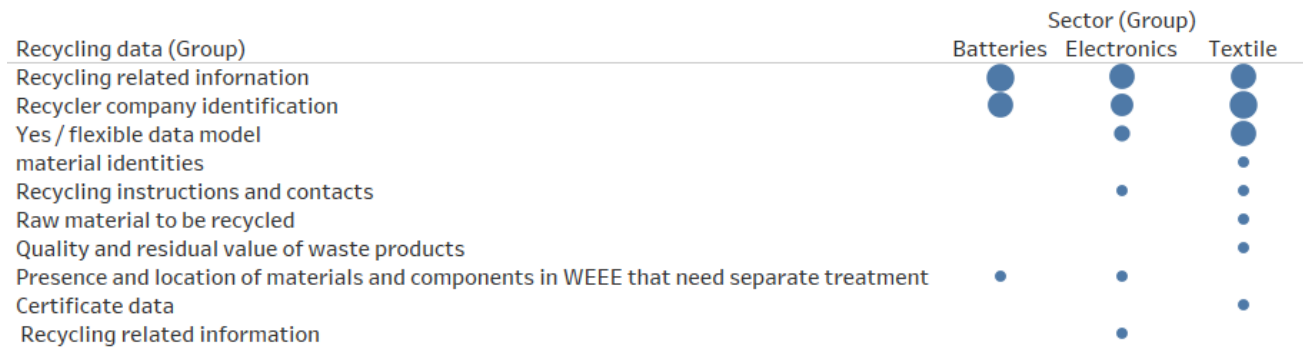 Sector (Group)
Recycling data (Group) Batteries Electronics Textile
Recycling related infornation
Recycler company identification
Yes / flexible data model
material identities
Recycling instructions and contacts
Raw material to be recycled
Quality and residual value of waste products
Presence and location of materials and components in WEEE that need separate treatment
Certificate data
Recycling related information